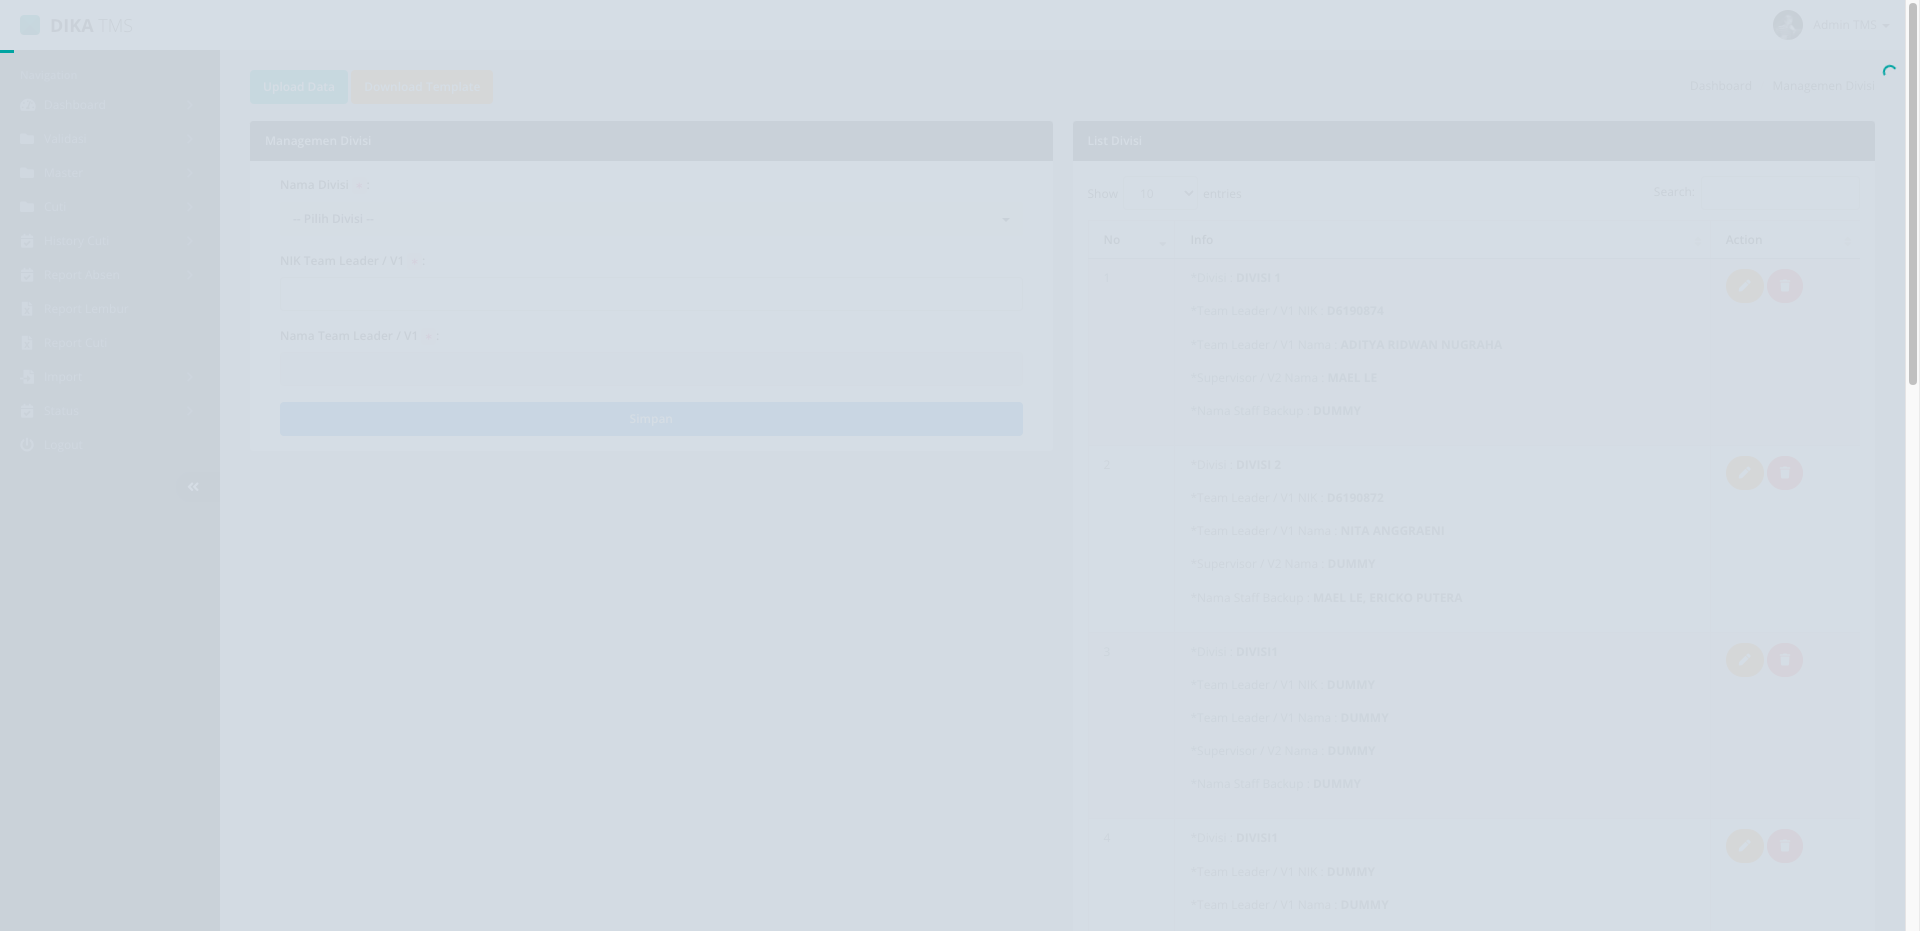 DIKA TMS
Admin TMS
Navigation
Dashboard
Validasi
Master
Cuti
History Cuti
Report Absen
Report Lembur
Report Cuti
Import
Status
Logout
Upload Data
Download Template
Dashboard
Managemen Divisi
Managemen Divisi
Nama Divisi
-- Pilih Divisi --
NIK Team Leader / V1
Nama Team Leader / V1
Simpan
List Divisi
Show 10 entries
Search:
No Info Action
1
*Divisi : DIVISI 1
*Team Leader / V1 NIK : D6190874
*Team Leader / V1 Nama : ADITYA RIDWAN NUGRAHA
*Supervisor / V2 Nama : MAEL LE
*Nama Staff Backup : DUMMY
2
*Divisi : DIVISI 2
*Team Leader / V1 NIK : D6190872
*Team Leader / V1 Nama : NITA ANGGRAENI
*Supervisor / V2 Nama : DUMMY
*Nama Staff Backup : MAEL LE, ERICKO PUTERA
3
*Divisi : DIVISI1
*Team Leader / V1 NIK : DUMMY
*Team Leader / V1 Nama : DUMMY
*Supervisor / V2 Nama : DUMMY
*Nama Staff Backup : DUMMY
4
*Divisi : DIVISI1
*Team Leader / V1 NIK : DUMMY
*Team Leader / V1 Nama : DUMMY